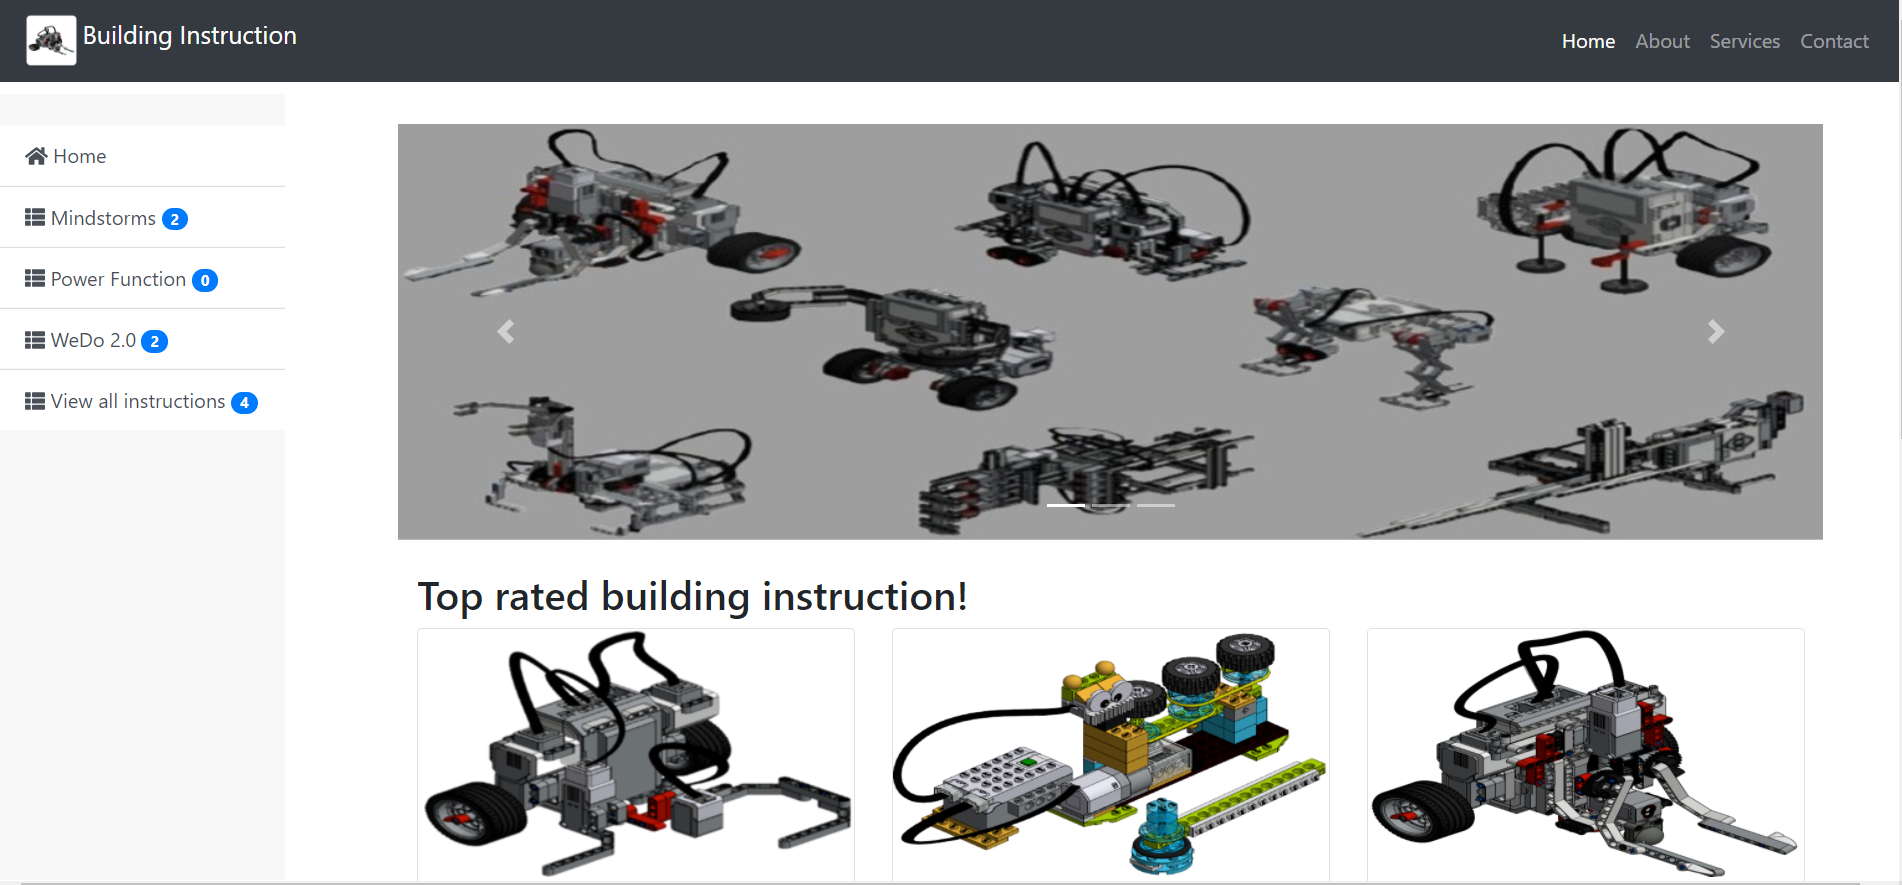 Building Instruction
Home About Services Contact
Home
Mindstorms 2
Power Function 0
WeDo 2.0 2
View all instructions 4
Top rated building instruction!